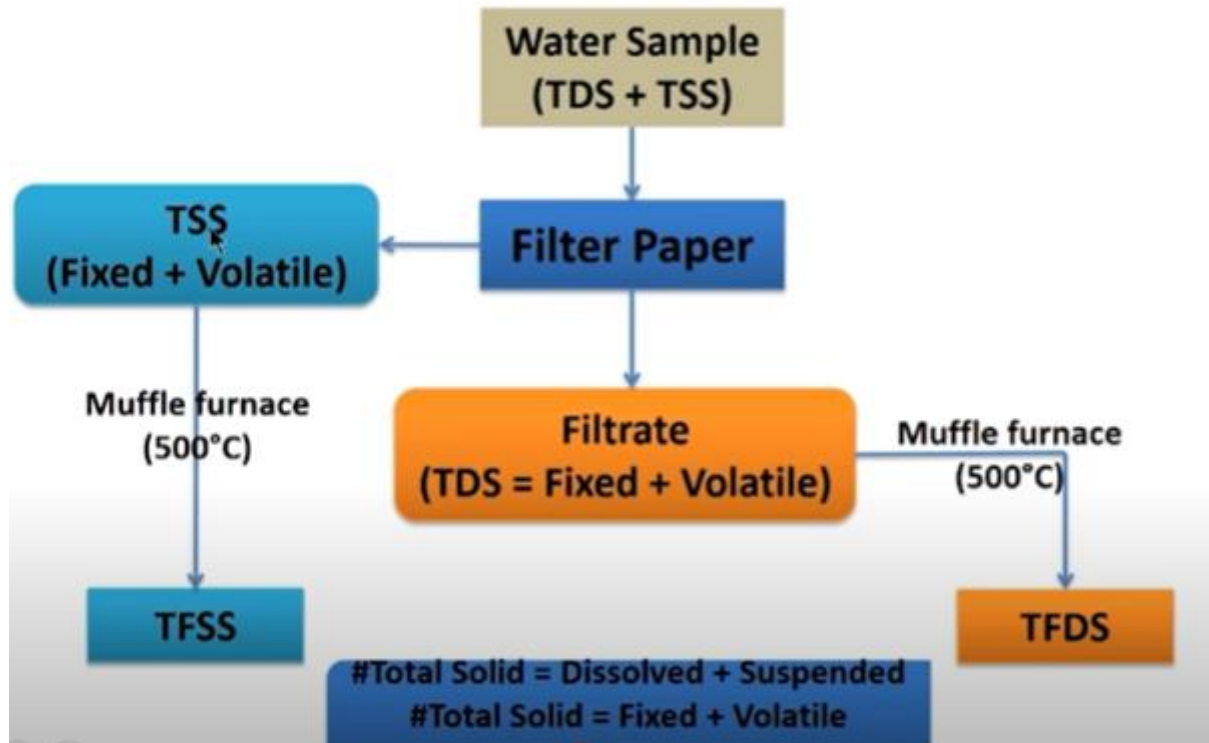 Water Sample
(TDS + TSS)
TSS
(Fixed + Volatile)
Filter Paper
Muffle furnace
(500°C)
Filtrate
(TDS = Fixed + Volatile)
Muffle furnace
(500°C)
TFSS
TFDS
#Total Solid = Dissolved + Suspended
#Total Solid = Fixed + Volatile